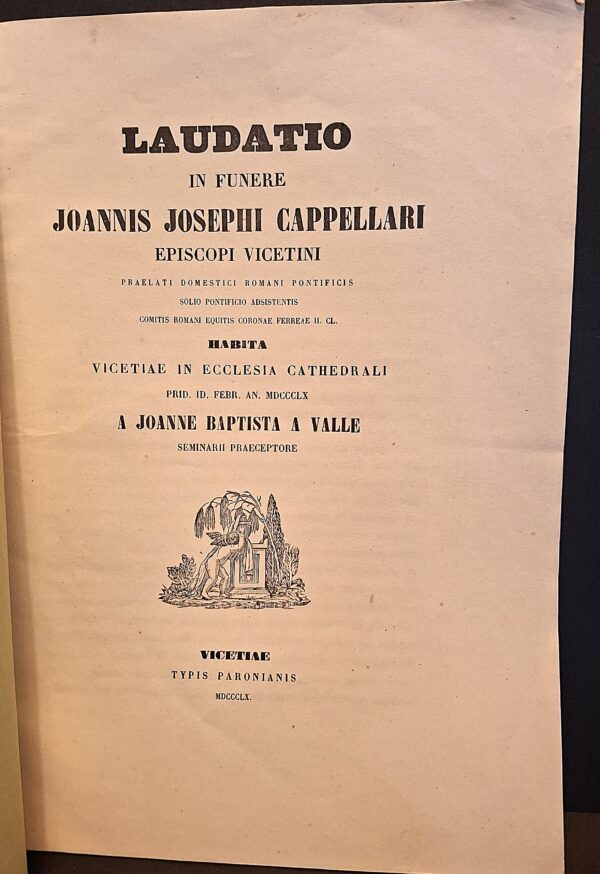 LAUDATIO
IN FUNERE
JOANNIS JOSEPHI CAPPELLARI
EPISCOPI VICETINI
PRAELATI DOMESTICI ROMANI PONTIFICIS
SOLIO PONTIFICIO ADSISTENTIS
COMITIS ROMANI EQUITIS CORONAE FERREAE II. CL.
HABITA
VICETIAE IN ECCLESIA CATHEDRALI
PRID. ID. FEBR. AN. MDCCCLX
A JOANNE BAPTISTA A VALLE
SEMINARII PRAECEPTORE
VICETIAE
TYPIS PARONIANIS
MDCCCLX.